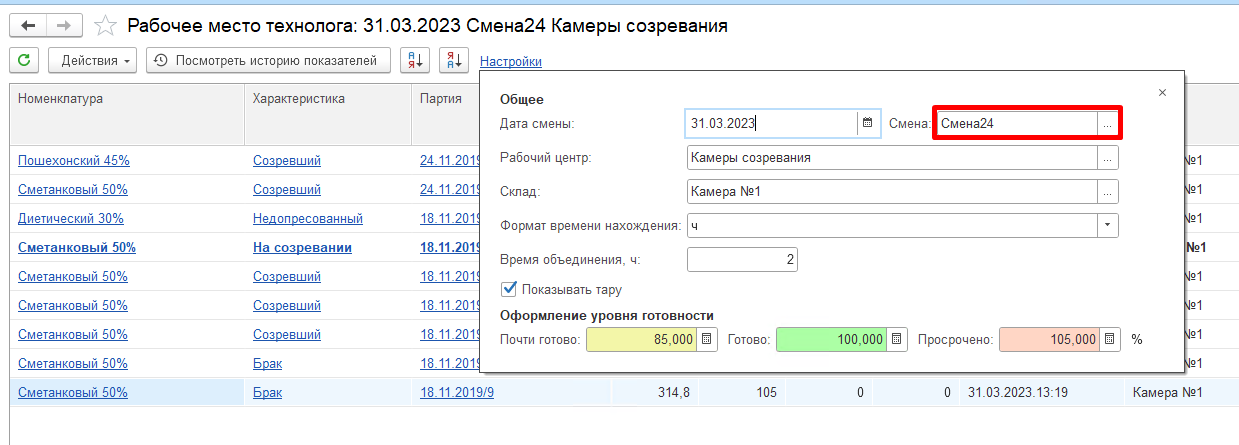 Рабочее место технолога: 31.03.2023 Смена24 Камеры созревания
Действия Посмотреть историю показателей Настройки
Номенклатура Характеристика Партия
Общее
Дата смены: 31.03.2023 Смена: Смена24 ...
Рабочий центр: Камеры созревания ...
Склад: Камера №1 ...
Формат времени нахождения: ч
Время объединения, ч: 2
Показывать тару
Оформление уровня готовности
Почти готово: 85,000 Готово: 100,000 Просрочено: 105,000 %
Пошехонский 45% Созревший 24.11.2019 №1
Сметанковый 50% Созревший 24.11.2019 №1
Диетический 30% Недопресованный 18.11.2019 №1
Сметанковый 50% На созревании 18.11.2019 №1
Сметанковый 50% Созревший 18.11.2019 №1
Сметанковый 50% Созревший 18.11.2019 №1
Сметанковый 50% Созревший 18.11.2019 №1
Сметанковый 50% Брак 18.11.2019 №1
Сметанковый 50% Брак 18.11.2019/9 314,8 105 0 0 31.03.2023.13:19 Камера №1